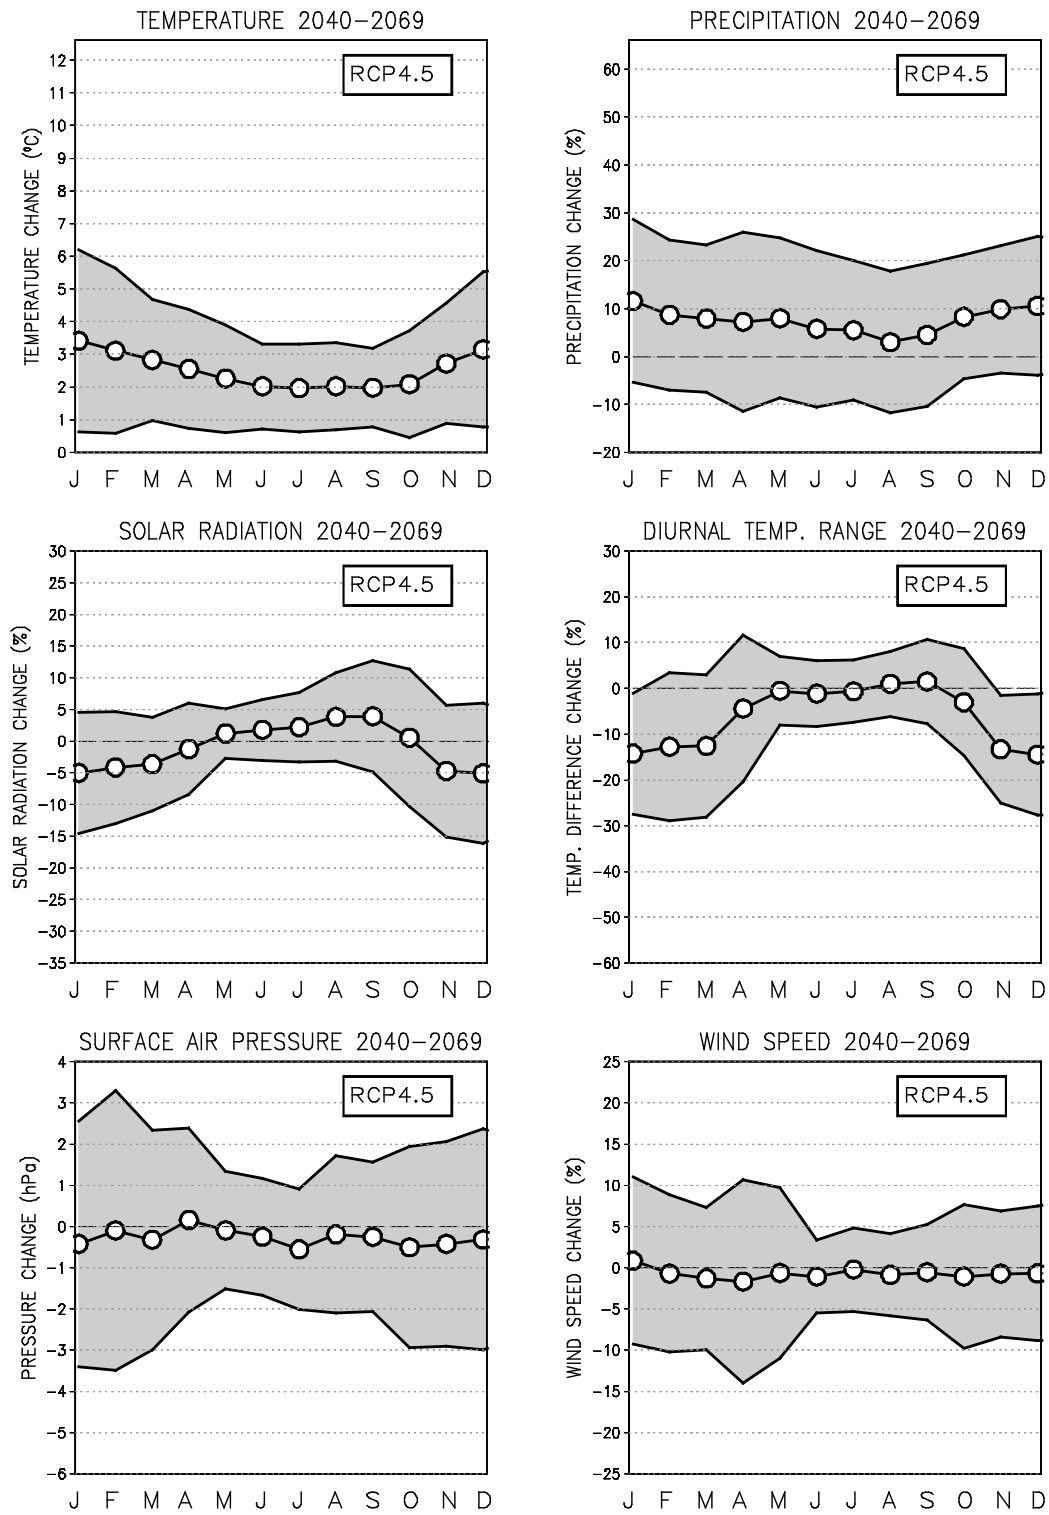 TEMPERATURE 2040-2069
RCP4.5
TEMPERATURE CHANGE (ºC)
12
11
10
9
8
7
6
5
4
3
2
1
0
J F M A M J J A S O N D
PRECIPITATION 2040-2069
RCP4.5
PRECIPITATION CHANGE (%)
60
50
40
30
20
10
0
-10
-20
J F M A M J J A S O N D
SOLAR RADIATION 2040-2069
RCP4.5
SOLAR RADIATION CHANGE (%)
30
25
20
15
10
5
0
-5
-10
-15
-20
-25
-30
-35
J F M A M J J A S O N D
DIURNAL TEMP. RANGE 2040-2069
RCP4.5
TEMP. DIFFERENCE CHANGE (%)
30
20
10
0
-10
-20
-30
-40
-50
-60
J F M A M J J A S O N D
SURFACE AIR PRESSURE 2040-2069
RCP4.5
PRESSURE CHANGE (hPa)
4
3
2
1
0
-1
-2
-3
-4
-5
-6
J F M A M J J A S O N D
WIND SPEED 2040-2069
RCP4.5
WIND SPEED CHANGE (%)
25
20
15
10
5
0
-5
-10
-15
-20
-25
J F M A M J J A S O N D